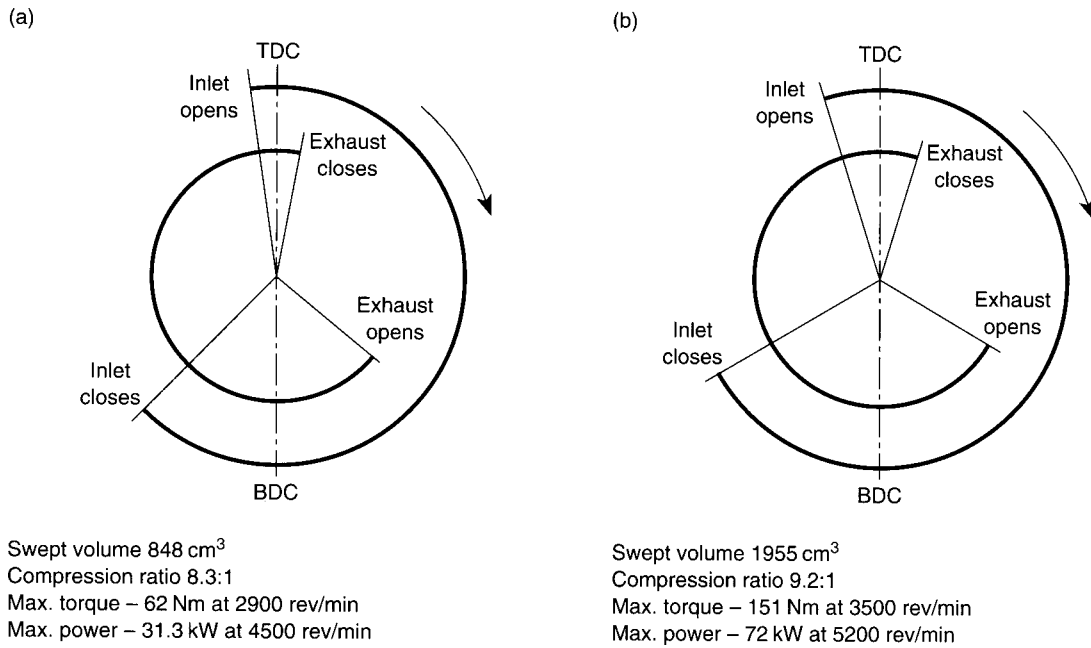 (a)
TDC
Inlet
opens
Exhaust
closes
Exhaust
opens
Inlet
closes
BDC
Swept volume 848 cm³
Compression ratio 8.3:1
Max. torque – 62 Nm at 2900 rev/min
Max. power – 31.3 kW at 4500 rev/min
(b)
TDC
Inlet
opens
Exhaust
closes
Exhaust
opens
Inlet
closes
BDC
Swept volume 1955 cm³
Compression ratio 9.2:1
Max. torque – 151 Nm at 3500 rev/min
Max. power – 72 kW at 5200 rev/min